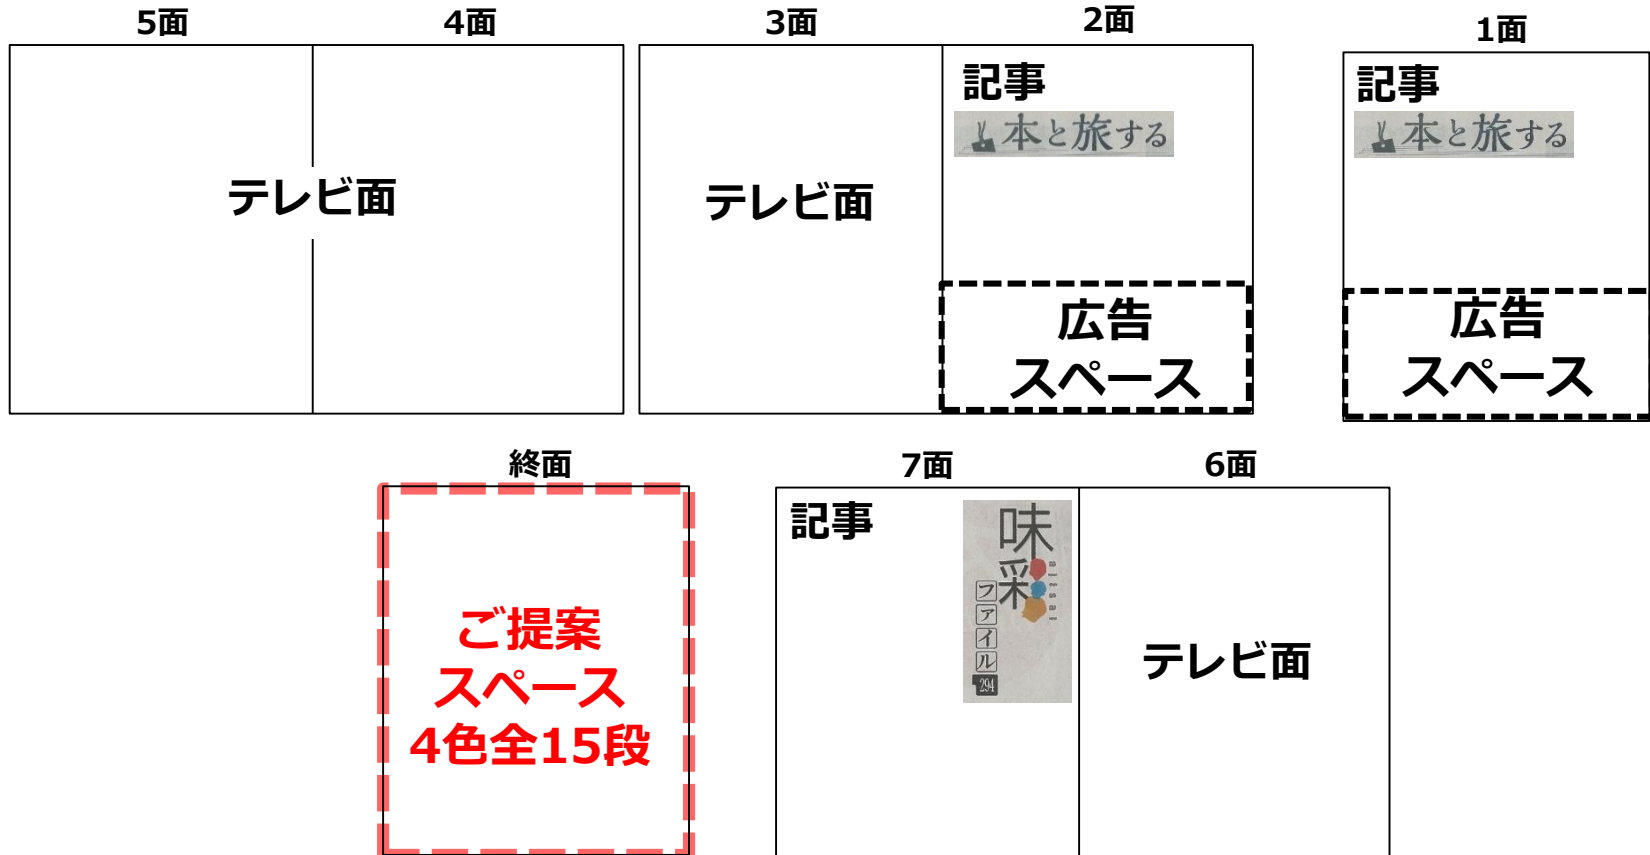 5面
4面
3面
2面
1面
テレビ面
テレビ面
記事
本と旅する
広告
スペース
記事
本と旅する
広告
スペース
終面
7面
6面
ご提案
スペース
4色全15段
記事
味彩
ajisai
ファイル
294
テレビ面